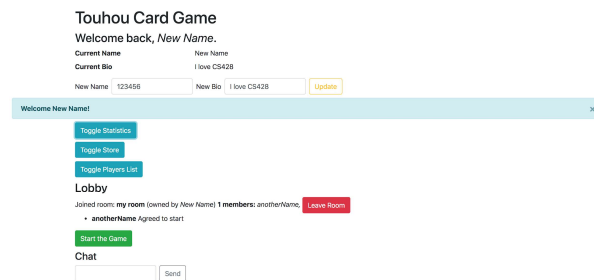 Touhou Card Game
Welcome back, New Name.
Current Name New Name
Current Bio I love CS428
New Name 123456 New Bio I love CS428 Update
Welcome New Name! ×
Toggle Statistics
Toggle Store
Toggle Players List
Lobby
Joined room: my room (owned by New Name) 1 members: anotherName, Leave Room
• anotherName Agreed to start
Start the Game
Chat
Send